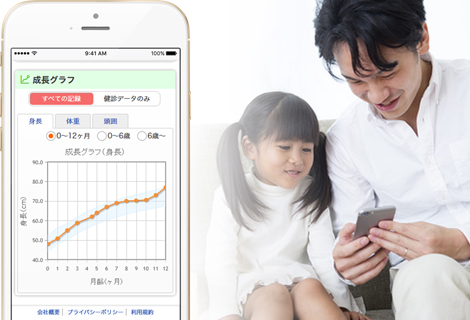 9:41 AM 100%
成長グラフ
すべての記録 健診データのみ
身長 体重 頭囲
0〜12ヶ月 0〜6歳 6歳〜
成長グラフ(身長)
90.0
80.0
70.0
60.0
50.0
40.0
身長(cm)
0 1 2 3 4 5 6 7 8 9 10 11 12
月齢(ヶ月)
会社概要 | プライバシーポリシー | 利用規約